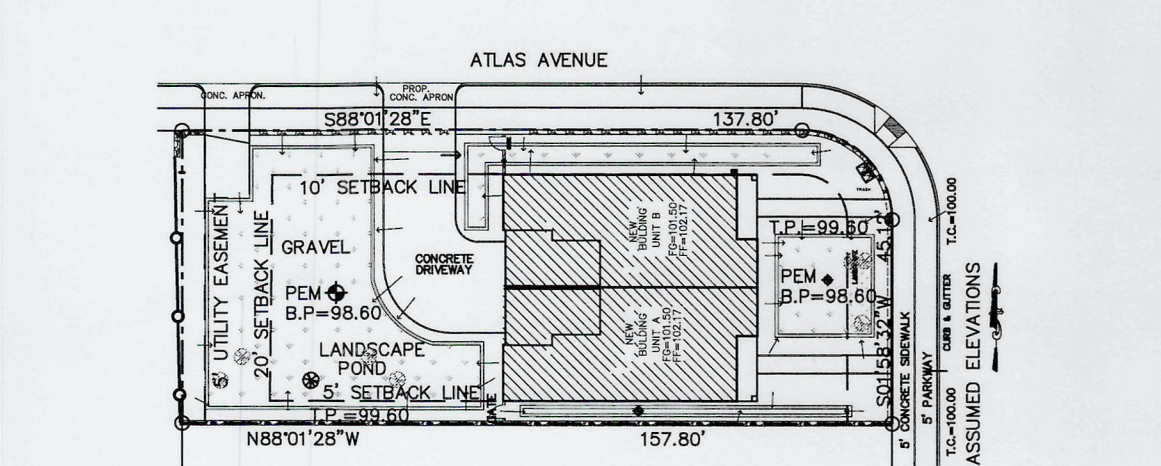 ATLAS AVENUE
CONC. APRON.
PROP.
CONC. APRON
S88°01'28"E
137.80'
10' SETBACK LINE
TRASH
T.P.=99.60
UTILITY EASEMEN
5'
20' SETBACK LINE
GRAVEL
CONCRETE
DRIVEWAY
PEM
B.P=98.60
LANDSCAPE
POND
5' SETBACK LINE
T.P.=99.60
GATE
NEW
BUILDING
UNIT B
FG=101.50
FF=102.17
NEW
BUILDING
UNIT A
FG=101.50
FF=102.17
PEM
B.P=98.60
45.12'
S01°58'32"W
5' CONCRETE SIDEWALK
5' PARKWAY
CURB & GUTTER
T.C.=100.00
T.C.=100.00
ASSUMED ELEVATIONS
N88°01'28"W
157.80'